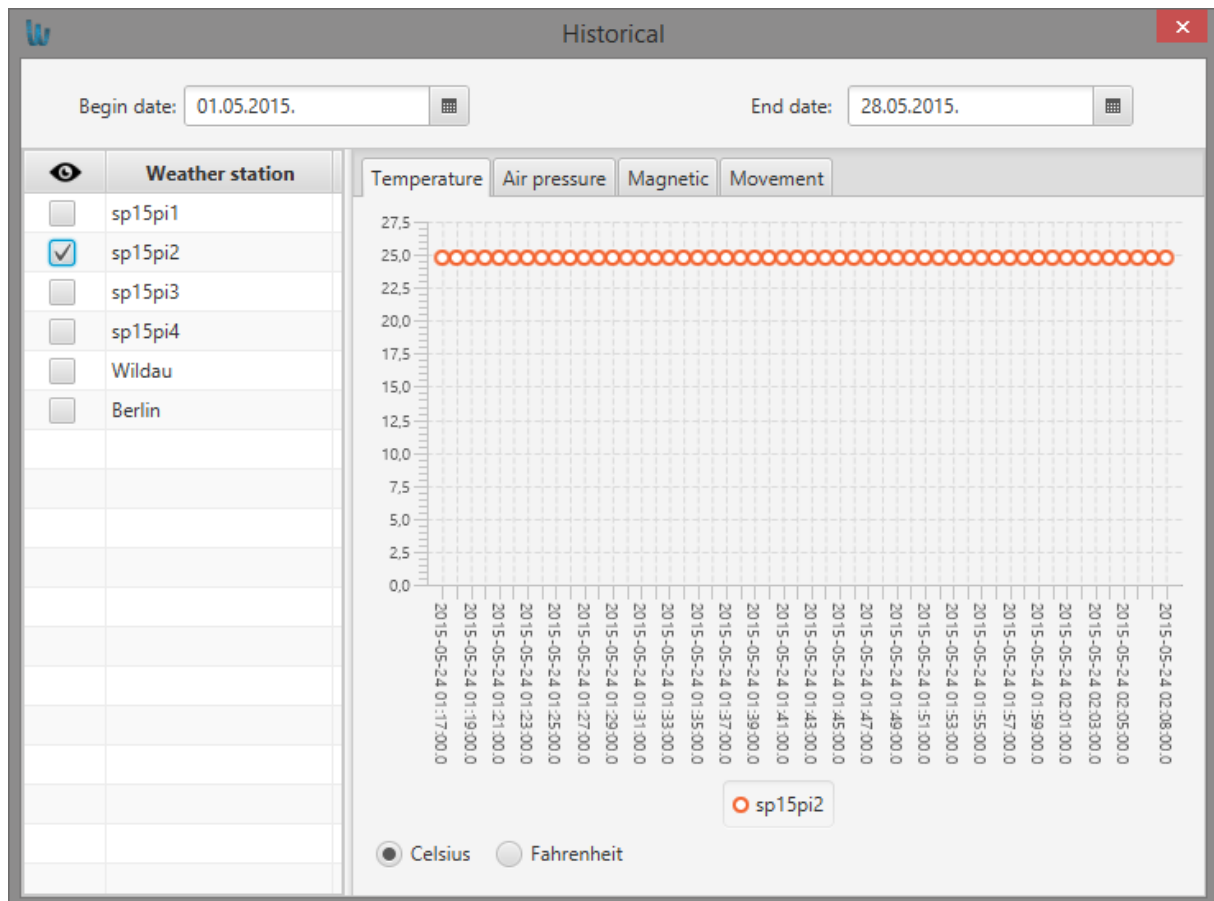 Historical
Begin date: 01.05.2015.
End date: 28.05.2015.
Weather station
sp15pi1
sp15pi2
sp15pi3
sp15pi4
Wildau
Berlin
Temperature Air pressure Magnetic Movement
27,5
25,0
22,5
20,0
17,5
15,0
12,5
10,0
7,5
5,0
2,5
0,0
2015-05-24 01:17:00.0
2015-05-24 01:19:00.0
2015-05-24 01:21:00.0
2015-05-24 01:23:00.0
2015-05-24 01:25:00.0
2015-05-24 01:27:00.0
2015-05-24 01:29:00.0
2015-05-24 01:31:00.0
2015-05-24 01:33:00.0
2015-05-24 01:35:00.0
2015-05-24 01:37:00.0
2015-05-24 01:39:00.0
2015-05-24 01:41:00.0
2015-05-24 01:43:00.0
2015-05-24 01:45:00.0
2015-05-24 01:47:00.0
2015-05-24 01:49:00.0
2015-05-24 01:51:00.0
2015-05-24 01:53:00.0
2015-05-24 01:55:00.0
2015-05-24 01:57:00.0
2015-05-24 01:59:00.0
2015-05-24 02:01:00.0
2015-05-24 02:03:00.0
2015-05-24 02:05:00.0
2015-05-24 02:08:00.0
sp15pi2
Celsius Fahrenheit